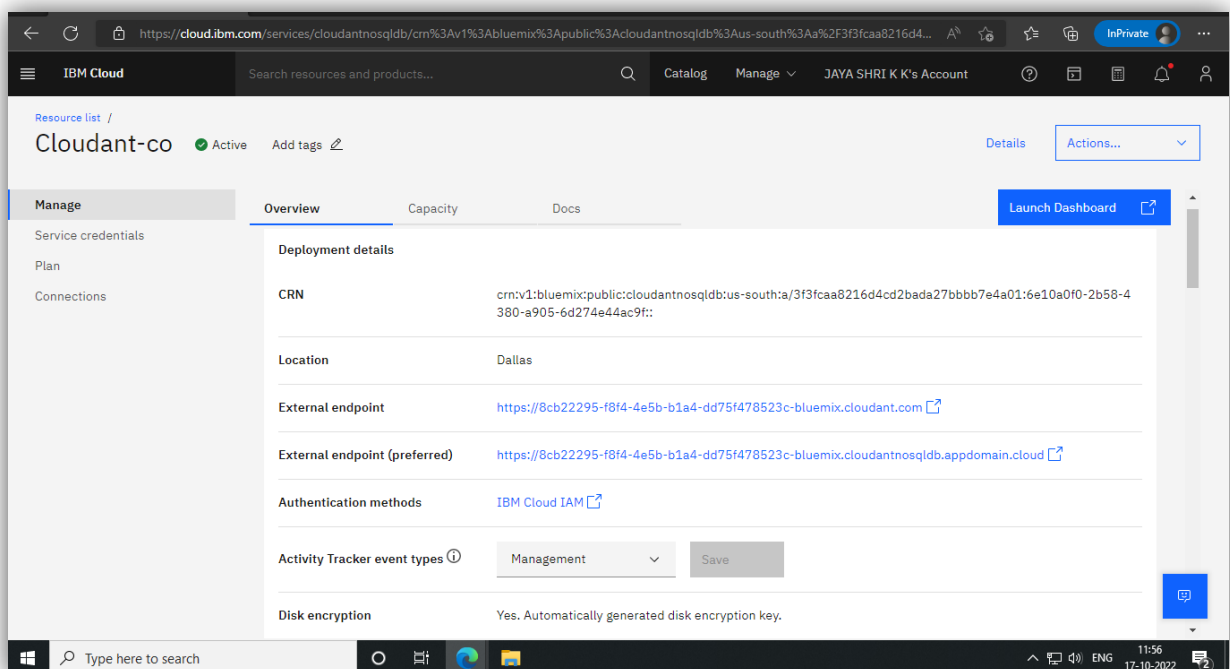 https://cloud.ibm.com/services/cloudantnosqldb/crn%3Av1%3Abluemix%3Apublic%3Acloudantnosqldb%3Aus-south%3Aa%2F3f3fcaa8216d4...
InPrivate
IBM Cloud
Search resources and products...
Catalog
Manage
JAYA SHRI K K's Account
Resource list /
Cloudant-co
Active
Add tags
Details
Actions...
Manage
Service credentials
Plan
Connections
Overview
Capacity
Docs
Launch Dashboard
Deployment details
CRN
crn:v1:bluemix:public:cloudantnosqldb:us-south:a/3f3fcaa8216d4cd2bada27bbbb7e4a01:6e10a0f0-2b58-4
380-a905-6d274e44ac9f::
Location
Dallas
External endpoint
https://8cb22295-f8f4-4e5b-b1a4-dd75f478523c-bluemix.cloudant.com
External endpoint (preferred)
https://8cb22295-f8f4-4e5b-b1a4-dd75f478523c-bluemix.cloudantnosqldb.appdomain.cloud
Authentication methods
IBM Cloud IAM
Activity Tracker event types
Management
Save
Disk encryption
Yes. Automatically generated disk encryption key.
Type here to search
ENG
11:56
17-10-2022
2